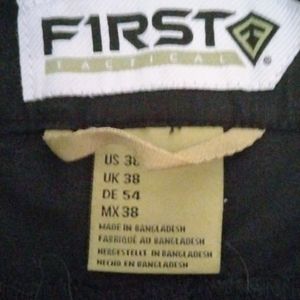 F1RST
TACTICAL
®
US 38
UK 38
DE 54
MX 38
MADE IN BANGLADESH
FABRIQUÉ AU BANGLADESH
HERGESTELLT IN BANGLADESH
HECHO EN BANGLADESH